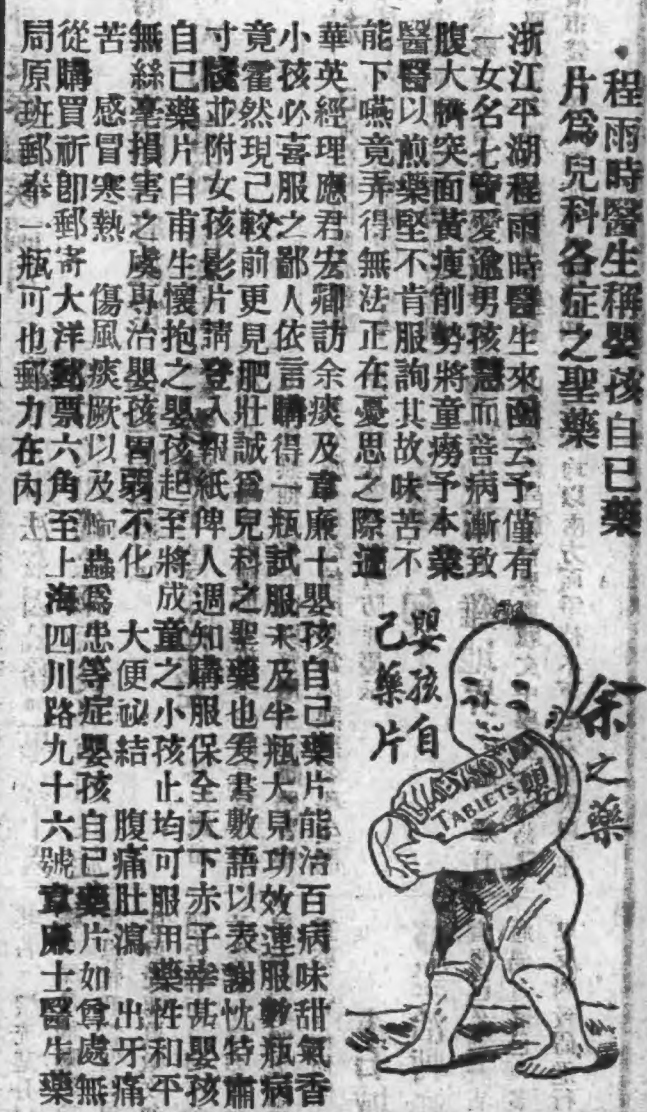 程雨時醫生稱嬰孩自己藥
片爲兒科各症之聖藥
浙江平湖程雨時醫生來函云予僅有
一女名七寶愛逾男孩慧而善病漸致
腹大臍突面黃瘦削勢將童癆予本業
醫醫以煎藥堅不肯服詢其故味苦不
能下嚥竟弄得無法正在憂思之際遭
華英經理應君宏卿訪余痰及韋廉士嬰孩自己藥片能治百病味甜氣香
小孩必喜服之鄙人依言購得一瓶試服未及半瓶大見功效連服數瓶病
竟霍然現已較前更見肥壯誠爲兒科之聖藥也爰書數語以表謝忱特肅
寸牋並附女孩影片請登入報紙俾人週知購服保全天下赤子幸甚嬰孩
自已藥片自甫生懷抱之嬰孩起至將成童之小孩止均可服用藥性和平
無絲毫損害之虞專治嬰孩胃弱不化 大便祕結 腹痛肚瀉 出牙痛
苦 感冒寒熱 傷風痰厥以及蟲爲患等症嬰孩自己藥片如尊處無
從購買祈卽郵寄大洋郵票六角至上海四川路九十六號韋廉士醫生藥
局原班郵奉一瓶可也郵力在內
余之藥
嬰孩自
己藥片
BABY'S OWN
TABLETS